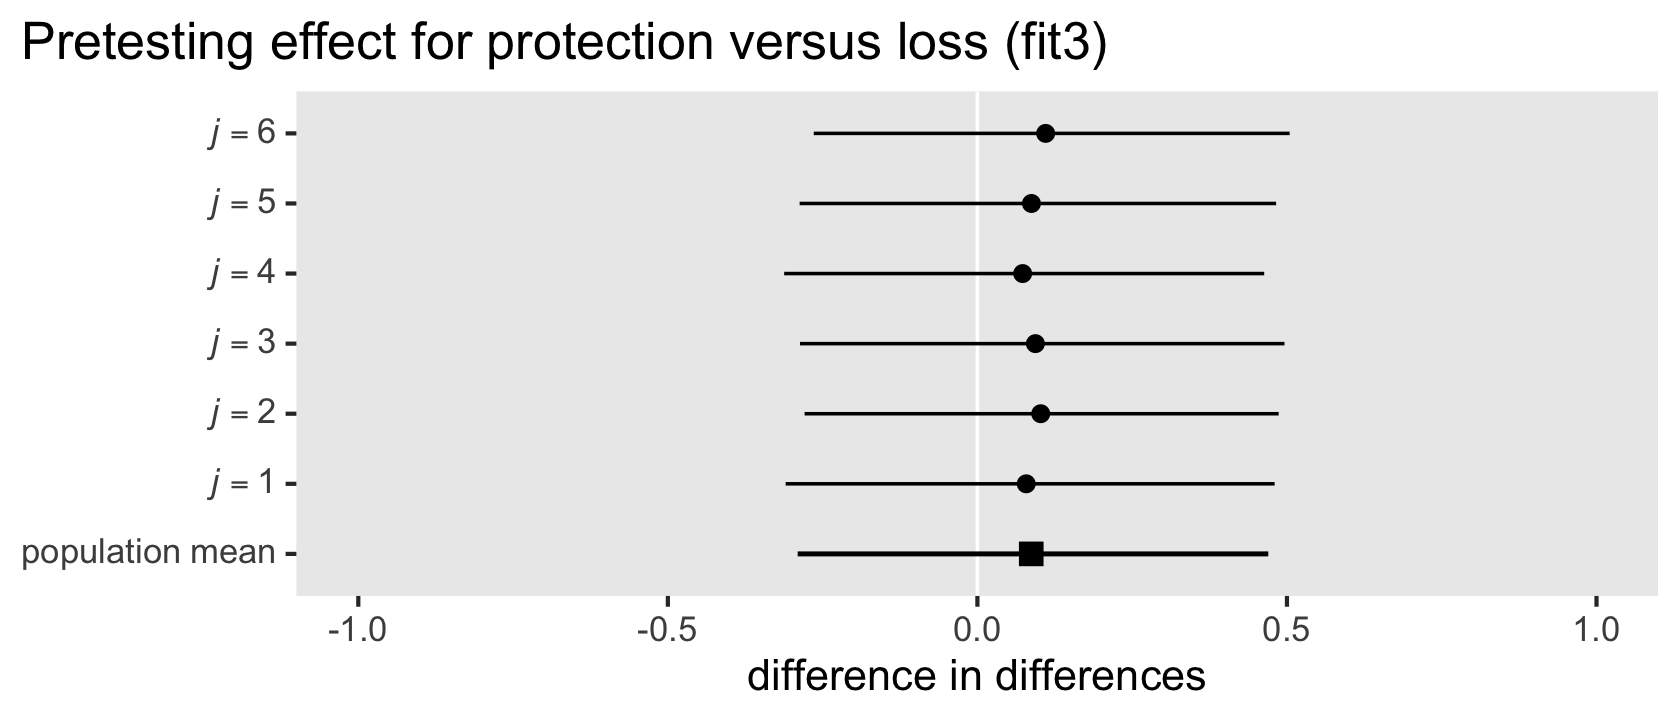 Pretesting effect for protection versus loss (fit3)
j = 6
j = 5
j = 4
j = 3
j = 2
j = 1
population mean
-1.0 -0.5 0.0 0.5 1.0
difference in differences